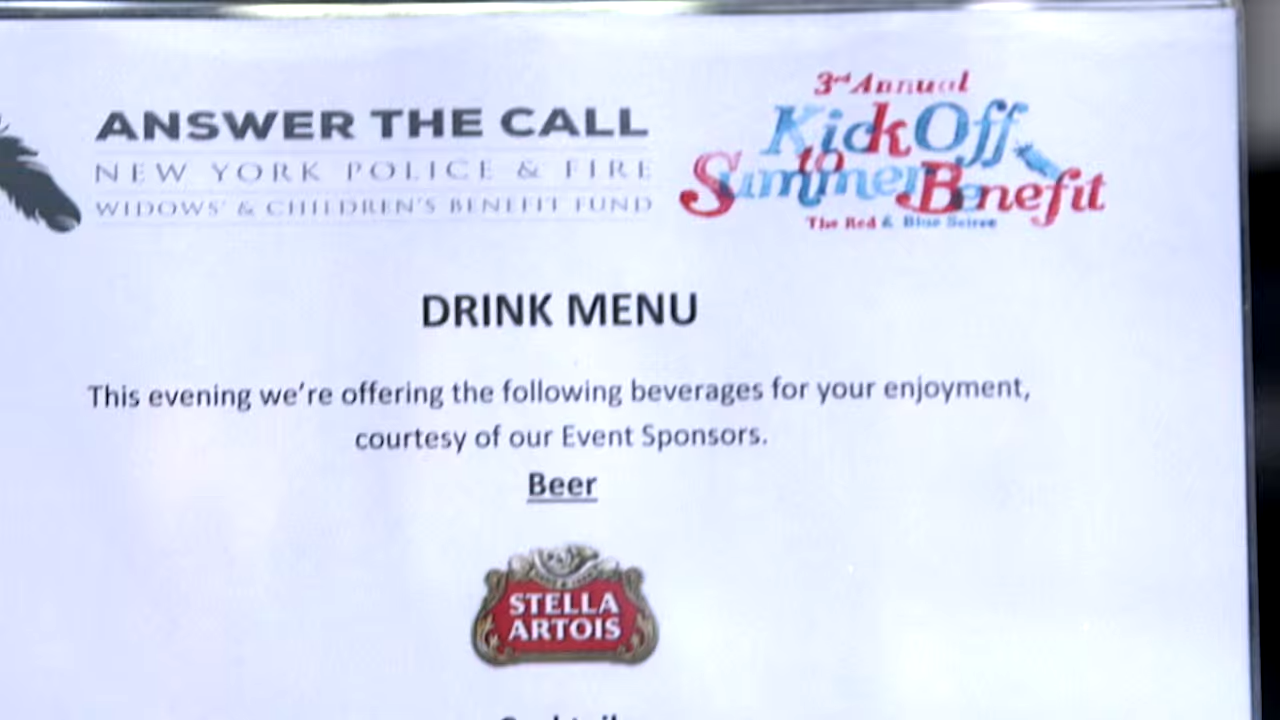 ANSWER THE CALL
NEW YORK POLICE & FIRE
WIDOWS' & CHILDREN'S BENEFIT FUND
3rd Annual
Kick Off
to
Summer Benefit
The Red & Blue Soiree
DRINK MENU
This evening we're offering the following beverages for your enjoyment,
courtesy of our Event Sponsors.
Beer
STELLA
ARTOIS